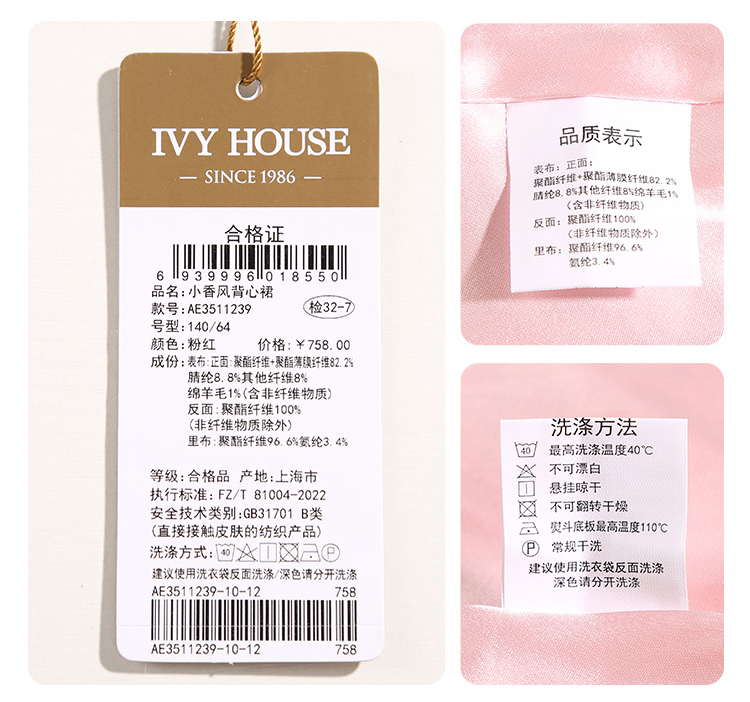 IVY HOUSE
— SINCE 1986 —
合格证
6 939996 018550
品名:小香风背心裙
款号:AE3511239 检32-7
号型:140/64
颜色:粉红 价格:￥758.00
成份:表布:正面:聚酯纤维+聚酯薄膜纤维82.2%
腈纶8.8%其他纤维8%
绵羊毛1%(含非纤维物质)
反面:聚酯纤维100%
(非纤维物质除外)
里布:聚酯纤维96.6%氨纶3.4%
等级:合格品 产地:上海市
执行标准:FZ/T 81004-2022
安全技术类别:GB31701 B类
(直接接触皮肤的纺织产品)
洗涤方式: 40 P
建议使用洗衣袋反面洗涤/深色请分开洗涤
AE3511239-10-12 758
AE3511239-10-12 758
品质表示
表布:正面:
聚酯纤维+聚酯薄膜纤维82.2%
腈纶8.8%其他纤维8%绵羊毛1%
(含非纤维物质)
反面:聚酯纤维100%
(非纤维物质除外)
里布:聚酯纤维96.6%
氨纶3.4%
洗涤方法
40 最高洗涤温度40℃
不可漂白
悬挂晾干
不可翻转干燥
熨斗底板最高温度110℃
P 常规干洗
建议使用洗衣袋反面洗涤
深色请分开洗涤